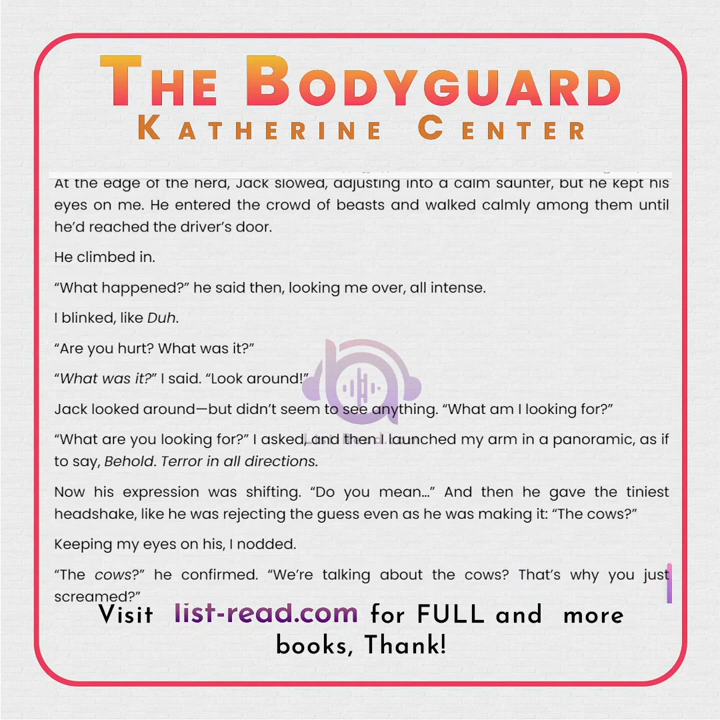 THE BODYGUARD
KATHERINE CENTER
At the edge of the herd, Jack slowed, adjusting into a calm saunter, but he kept his
eyes on me. He entered the crowd of beasts and walked calmly among them until
he’d reached the driver’s door.
He climbed in.
“What happened?” he said then, looking me over, all intense.
I blinked, like Duh.
“Are you hurt? What was it?”
“What was it?” I said. “Look around!”
Jack looked around—but didn’t seem to see anything. “What am I looking for?”
“What are you looking for?” I asked, and then I launched my arm in a panoramic, as if
to say, Behold. Terror in all directions.
Now his expression was shifting. “Do you mean…” And then he gave the tiniest
headshake, like he was rejecting the guess even as he was making it: “The cows?”
Keeping my eyes on his, I nodded.
“The cows?” he confirmed. “We’re talking about the cows? That’s why you just
screamed?”
Visit list-read.com for FULL and more
books, Thank!